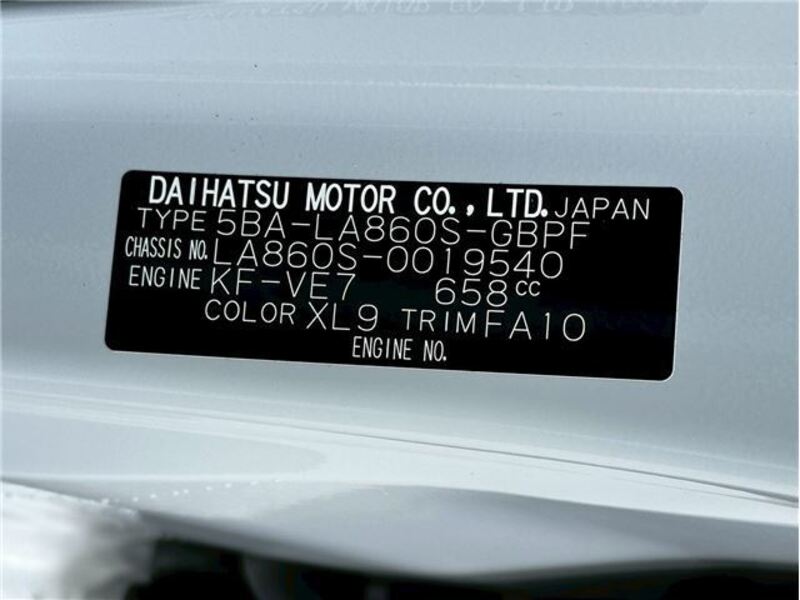 DAIHATSU MOTOR CO., LTD. JAPAN
TYPE 5BA-LA860S-GBPF
CHASSIS NO. LA860S-0019540
ENGINE KF-VE7 658cc
COLOR XL9 TRIM FA10
ENGINE NO.